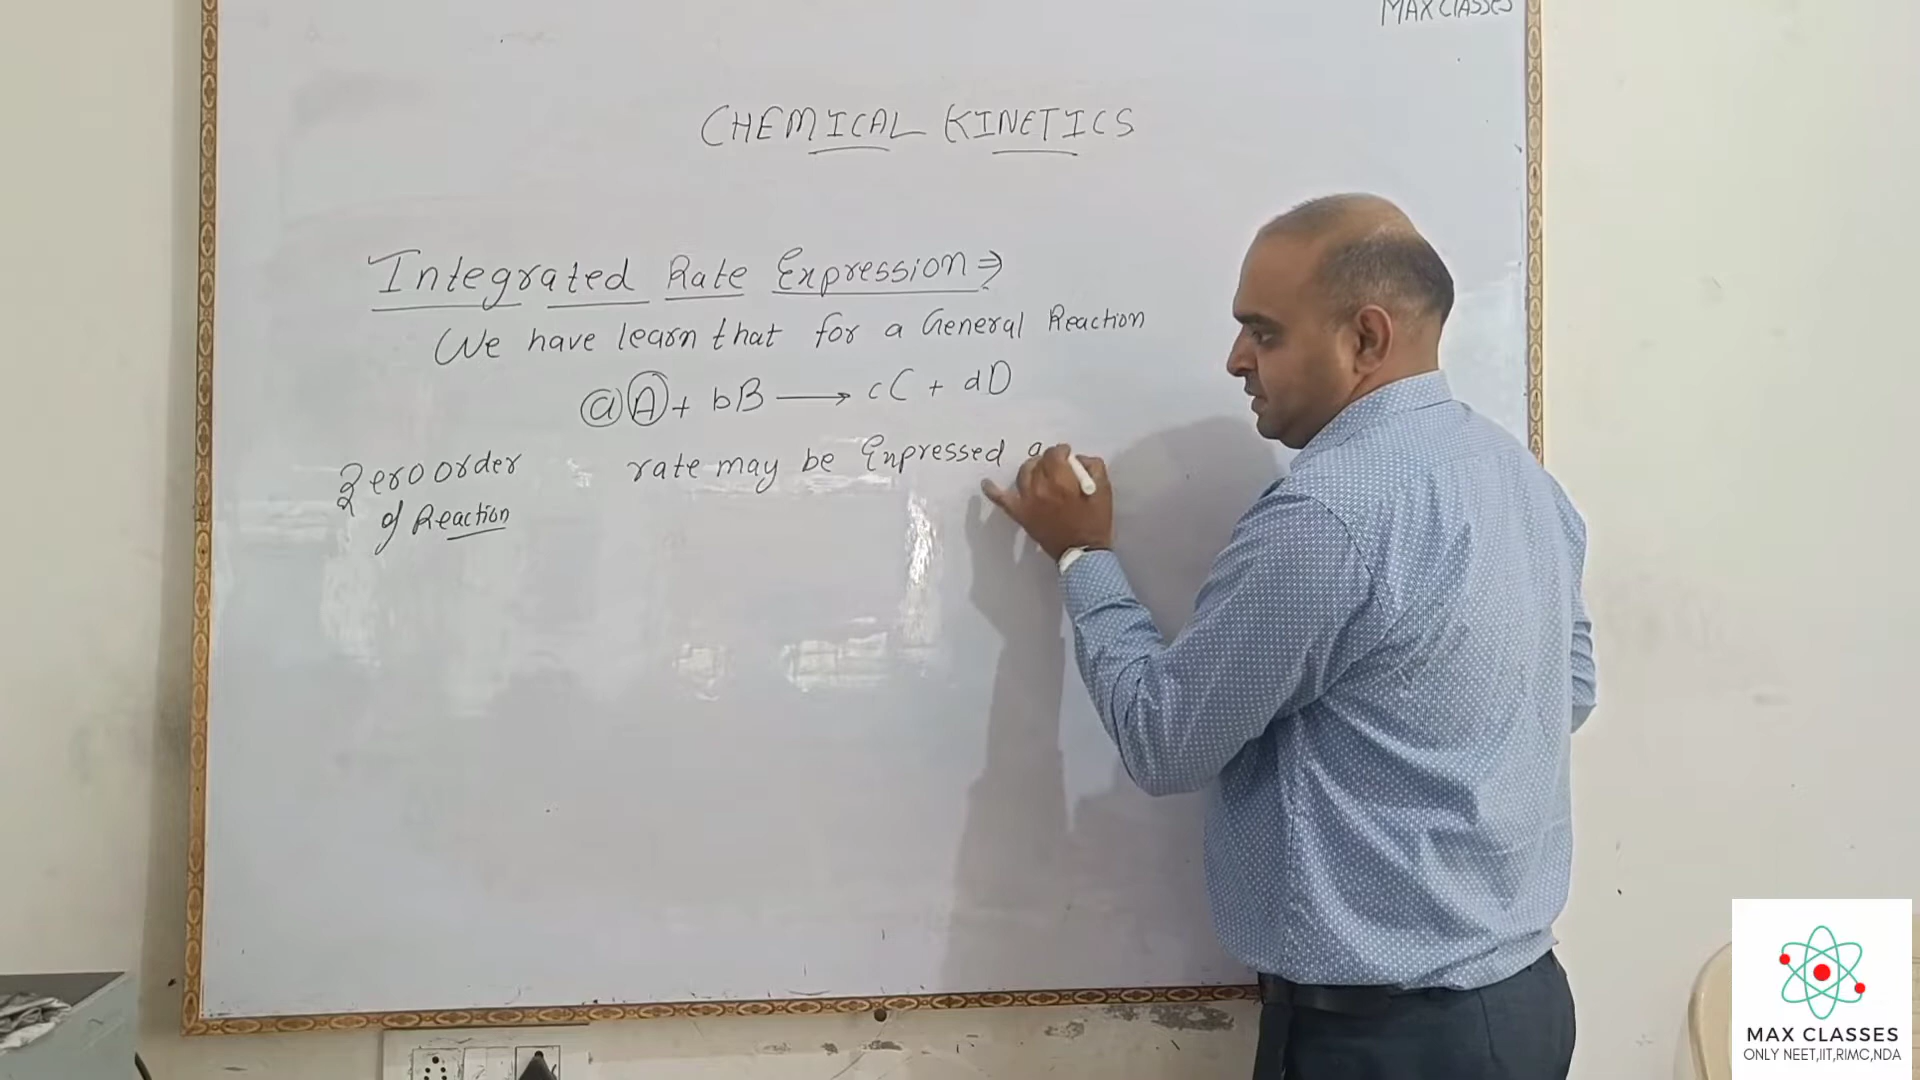 MAX CLASSES
CHEMICAL KINETICS
Integrated Rate Expression ⇒
We have learn that for a General Reaction
aA + bB ⟶ cC + dD
Zero order
of Reaction
rate may be Expressed
MAX CLASSES
ONLY NEET,IIT,RIMC,NDA